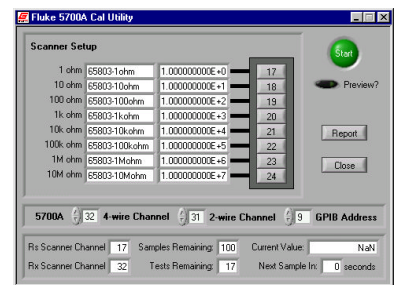 Fluke 5700A Cal Utility
Scanner Setup
1 ohm 65803-1ohm 1.000000000E+0 17
10 ohm 65803-10ohm 1.000000000E+1 18
100 ohm 65803-100ohm 1.000000000E+2 19
1k ohm 65803-1kohm 1.000000000E+3 20
10k ohm 65803-10kohm 1.000000000E+4 21
100k ohm 65803-100kohm 1.000000000E+5 22
1M ohm 65803-1Mohm 1.000000000E+6 23
10M ohm 65803-10Mohm 1.000000000E+7 24
Start
Preview?
Report
Close
5700A 32 4-wire Channel 31 2-wire Channel 9 GPIB Address
Rs Scanner Channel 17 Samples Remaining: 100 Current Value: NaN
Rx Scanner Channel 32 Tests Remaining: 17 Next Sample In: 0 seconds